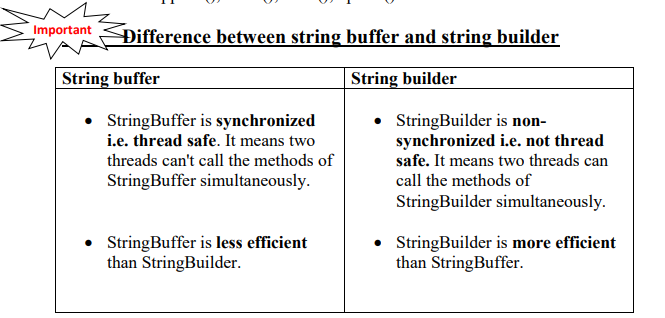 Important
Difference between string buffer and string builder
String buffer
String builder
• StringBuffer is synchronized
i.e. thread safe. It means two
threads can't call the methods of
StringBuffer simultaneously.
• StringBuffer is less efficient
than StringBuilder.
• StringBuilder is non-
synchronized i.e. not thread
safe. It means two threads can
call the methods of
StringBuilder simultaneously.
• StringBuilder is more efficient
than StringBuffer.